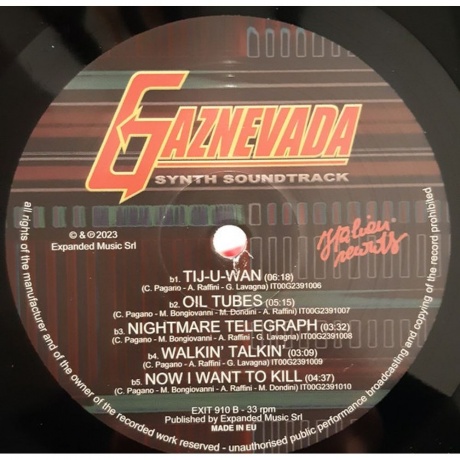 GAZNEVADA
SYNTH SOUNDTRACK
© & ℗ 2023
Expanded Music Srl
Italian
records
b1. TIJ-U-WAN (06:18)
(C. Pagano - A. Raffini - G. Lavagna) IT00G2391006
b2. OIL TUBES (05:15)
(C. Pagano - M. Bongiovanni - M. Dondini - A. Raffini) IT00G2391007
b3. NIGHTMARE TELEGRAPH (03:32)
(C. Pagano - M. Bongiovanni - A. Raffini - G. Lavagna) IT00G2391008
b4. WALKIN' TALKIN' (03:09)
(C. Pagano - A. Raffini - G. Lavagna) IT00G2391009
b5. NOW I WANT TO KILL (04:37)
(C. Pagano - M. Bongiovanni - A. Raffini - M. Dondini) IT00G2391010
EXIT 910 B - 33 rpm
Published by Expanded Music Srl
MADE IN EU
all rights of the manufacturer and of the owner of the recorded work reserved - unauthorised public performance broadcasting and copying of the record prohibited